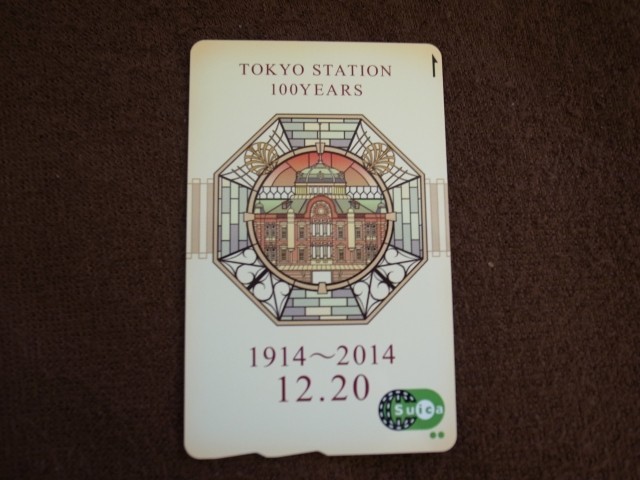 TOKYO STATION
100YEARS
1914～2014
12.20
Suica